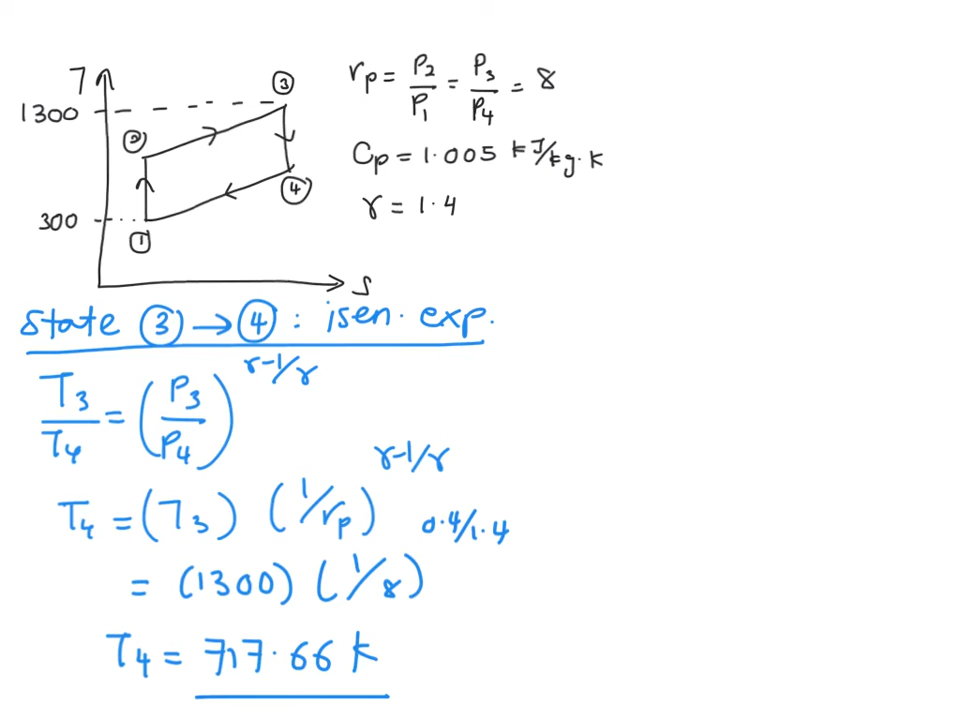 T
1300
③
②
④
300
①
s
rp = P2/P1 = P3/P4 = 8
Cp = 1.005 kJ/kg.k
γ = 1.4
state ③ → ④ : isen. exp.
T3/T4 = (P3/P4)^γ-1/γ
T4 = (T3) (1/rp)^γ-1/γ
= (1300) (1/8)^0.4/1.4
T4 = 717.66 k